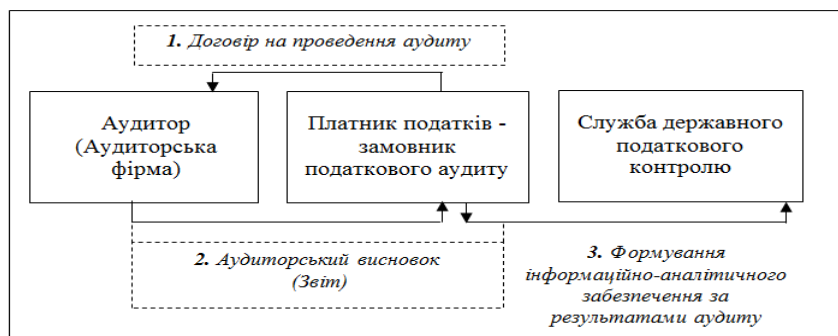 1. Договір на проведення аудиту
Аудитор
(Аудиторська
фірма)
Платник податків -
замовник
податкового аудиту
Служба державного
податкового
контролю
2. Аудиторський висновок
(Звіт)
3. Формування
інформаційно-аналітичного
забезпечення за
результатами аудиту